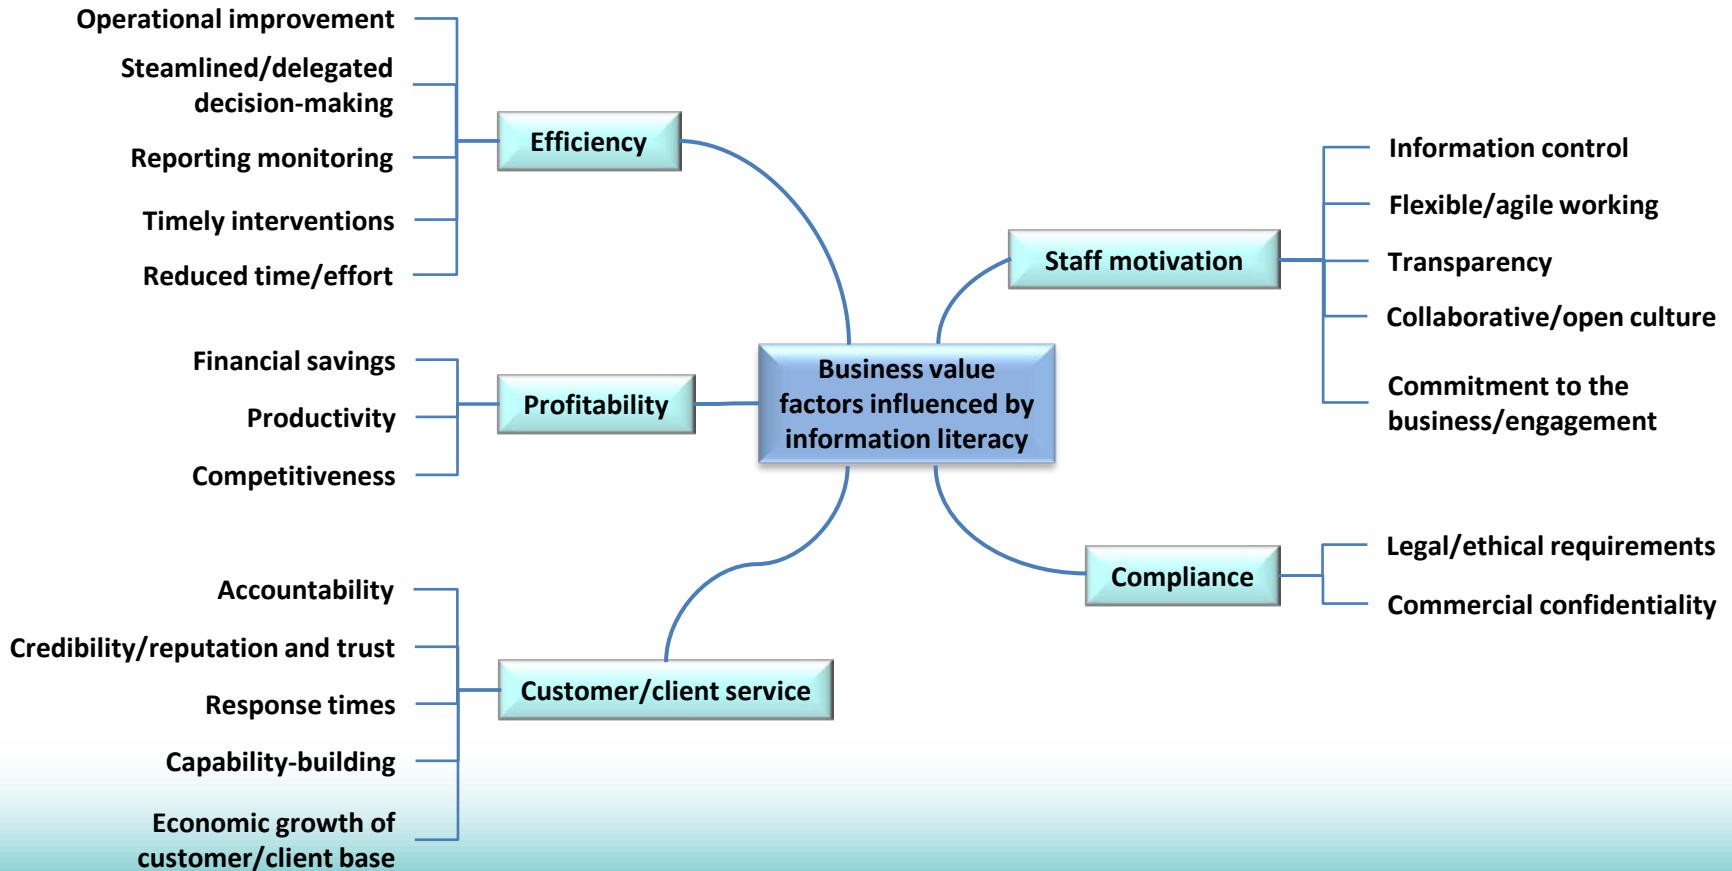 Operational improvement
Steamlined/delegated
decision-making
Reporting monitoring
Timely interventions
Reduced time/effort
Efficiency
Financial savings
Productivity
Competitiveness
Profitability
Accountability
Credibility/reputation and trust
Response times
Capability-building
Economic growth of
customer/client base
Customer/client service
Business value
factors influenced by
information literacy
Staff motivation
Information control
Flexible/agile working
Transparency
Collaborative/open culture
Commitment to the
business/engagement
Compliance
Legal/ethical requirements
Commercial confidentiality